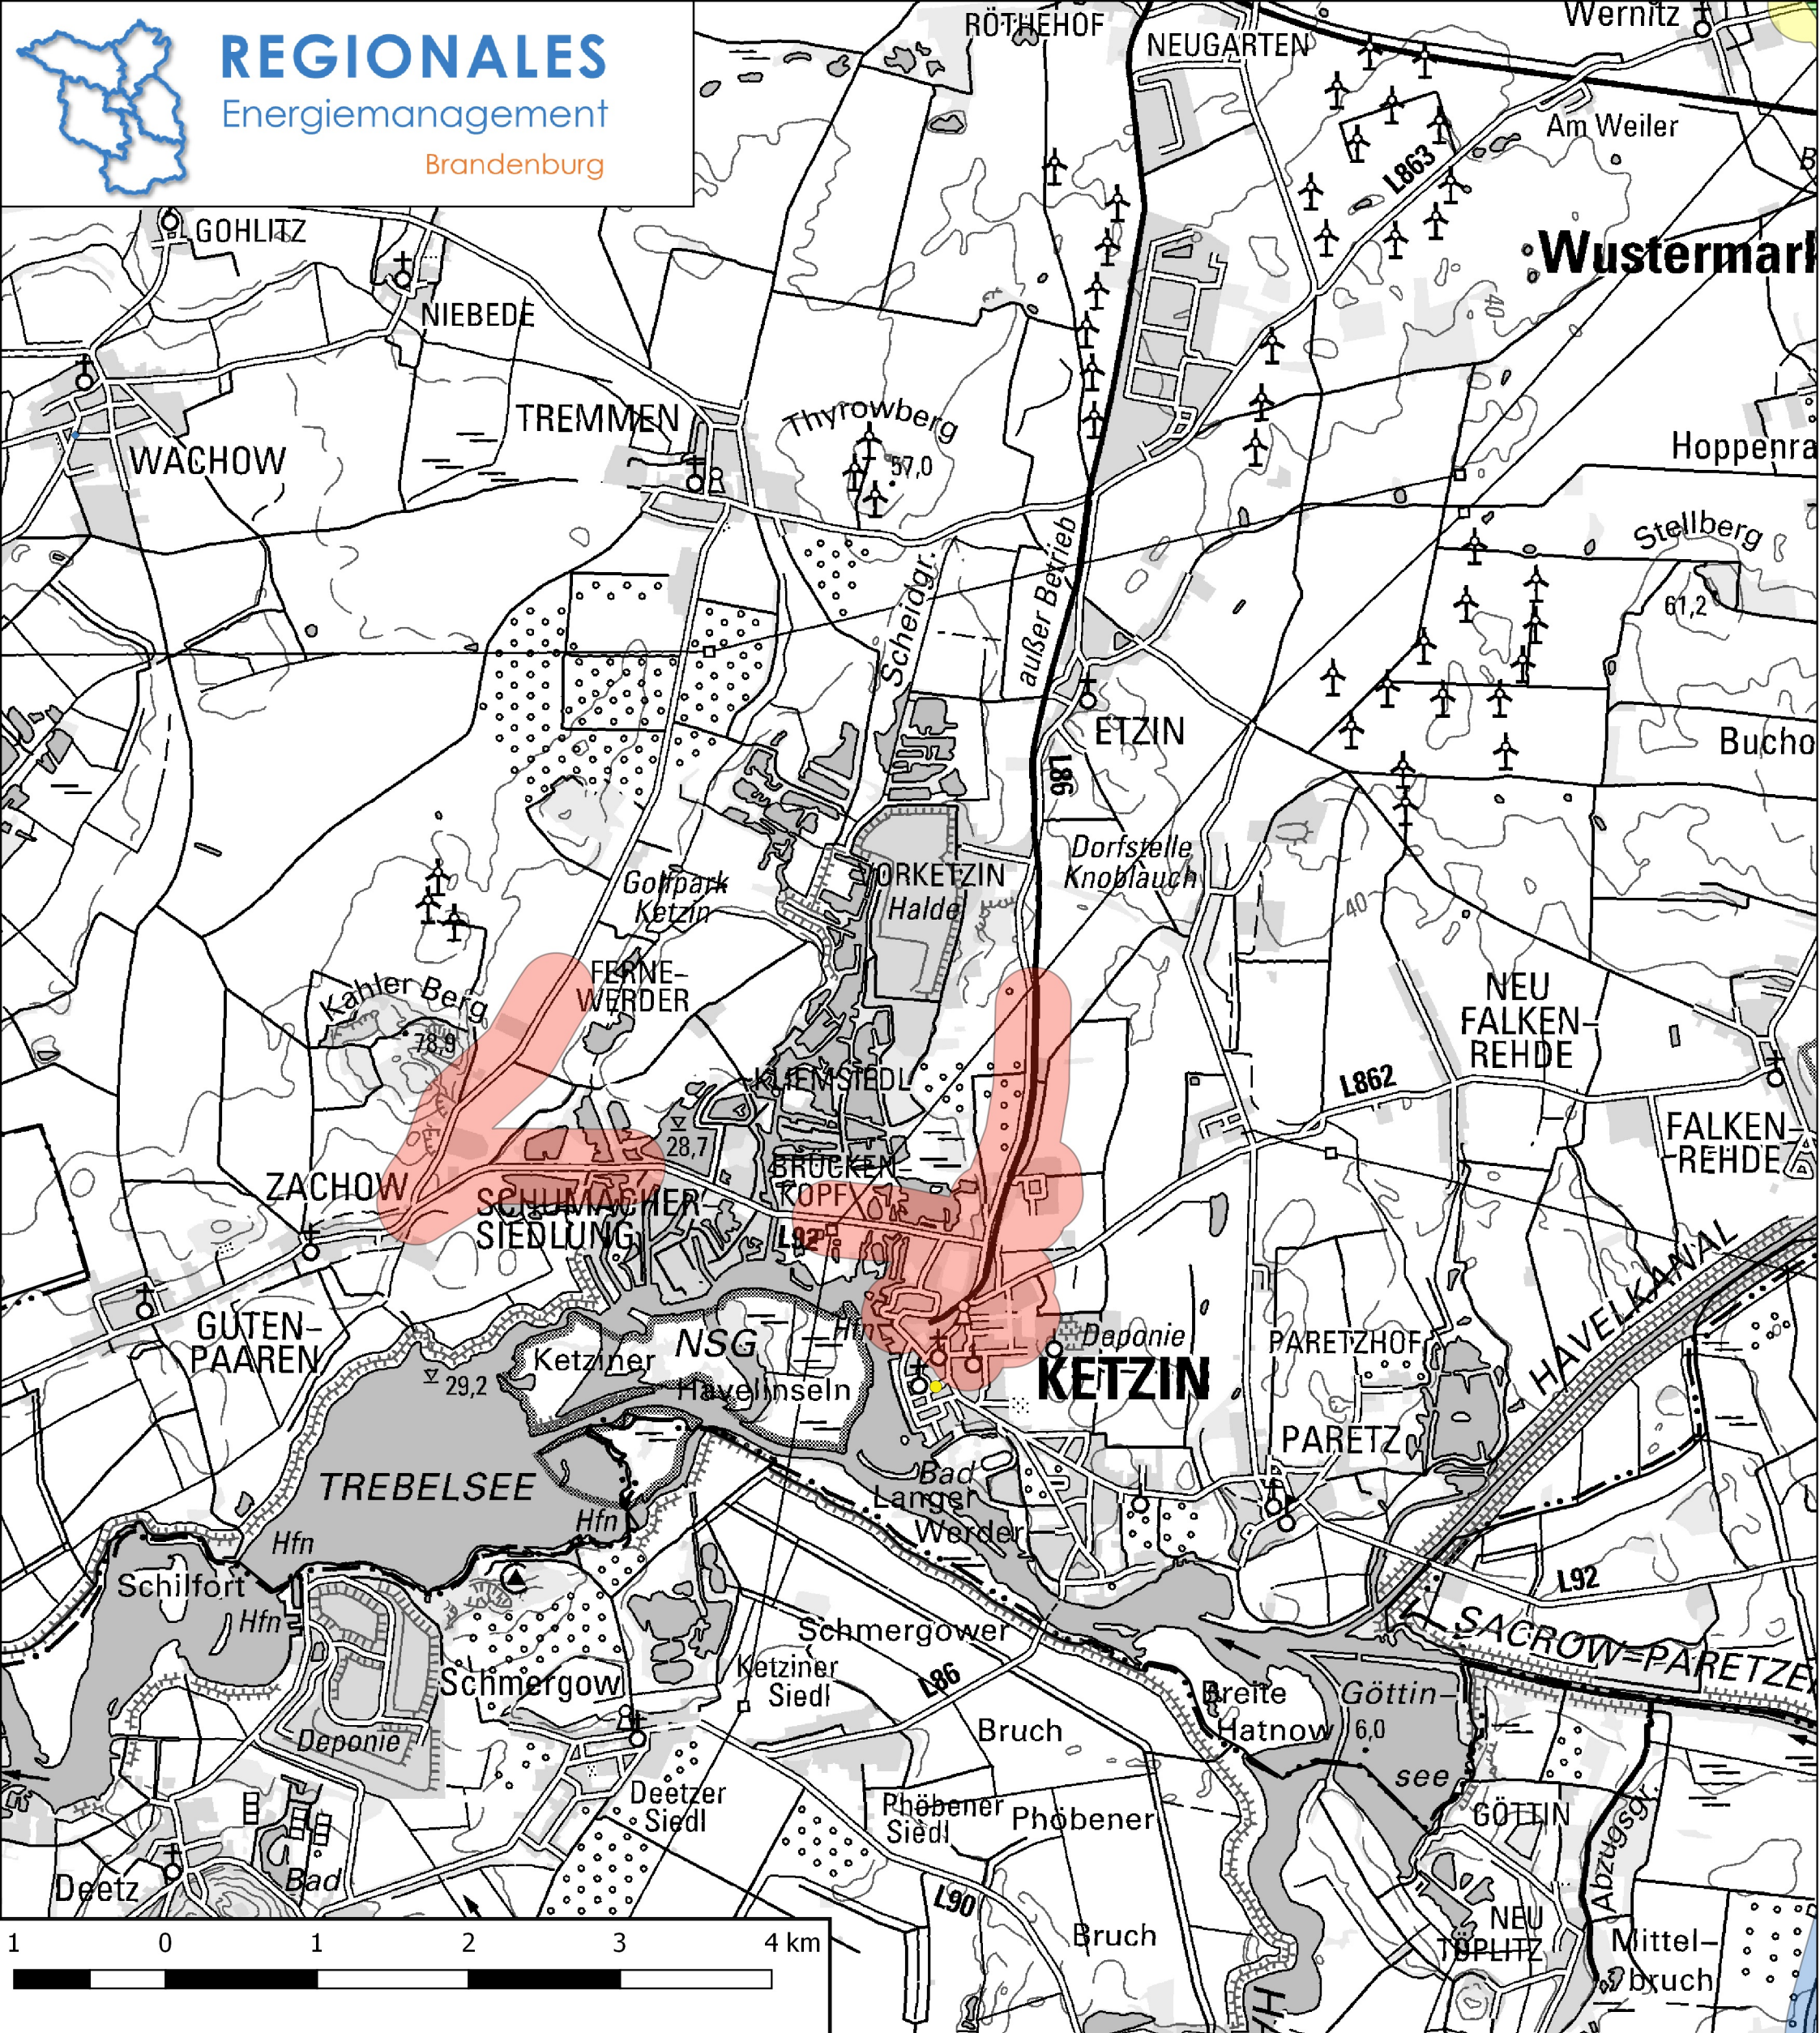 REGIONALES
Energiemanagement
Brandenburg
RÖTHEHOF
NEUGARTEN
Wernitz
Am Weiler
L863
GOHLITZ
NIEBEDE
40
TREMMEN
Thyrowberg
57,0
WACHOW
Hoppenra
Stellberg
61,2
außer Betrieb
Scheidgr.
ETZIN
L86
Bucho
Dorfstelle
Knoblauch
VORKETZIN
Halde
Golfpark
Ketzin
40
FERNE-
WERDER
Kahler Berg
78,9
NEU
FALKEN-
REHDE
L862
KLIEMSIEDL
28,7
FALKEN-
REHDE
BRÜCKEN-
KOPF
ZACHOW
SCHUMACHER-
SIEDLUNG
L92
HAVELKANAL
GUTEN-
PAAREN
NSG
Ketziner
Havelinseln
Hfn
Deponie
KETZIN
PARETZHOF
29,2
PARETZ
TREBELSEE
Bad
Langer
Werder
Hfn
Hfn
Schilfort
Hfn
L92
Schmergower
SACROW=PARETZE
Ketziner
Siedl
L86
Schmergow
Breite
Hatnow
Göttin-
see
6,0
Bruch
Deponie
Deetzer
Siedl
Phöbener
Siedl
Phöbener
GÖTTIN
Abzugsgr.
Deetz
Bad
L90
Bruch
NEU
TÖPLITZ
Mittel-
bruch
1 0 1 2 3 4 km